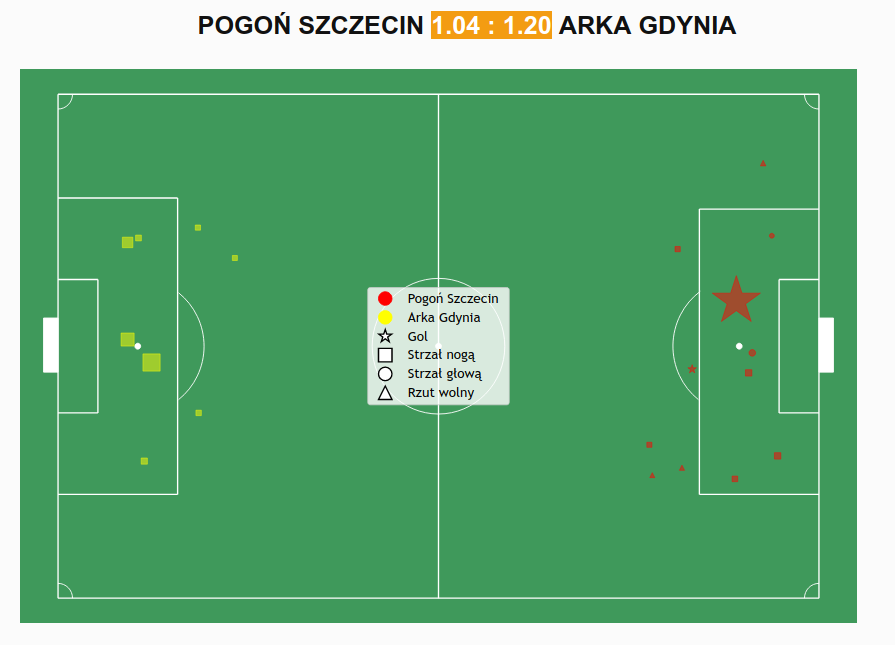 POGOŃ SZCZECIN 1.04 : 1.20 ARKA GDYNIA
Pogoń Szczecin
Arka Gdynia
Gol
Strzał nogą
Strzał głową
Rzut wolny